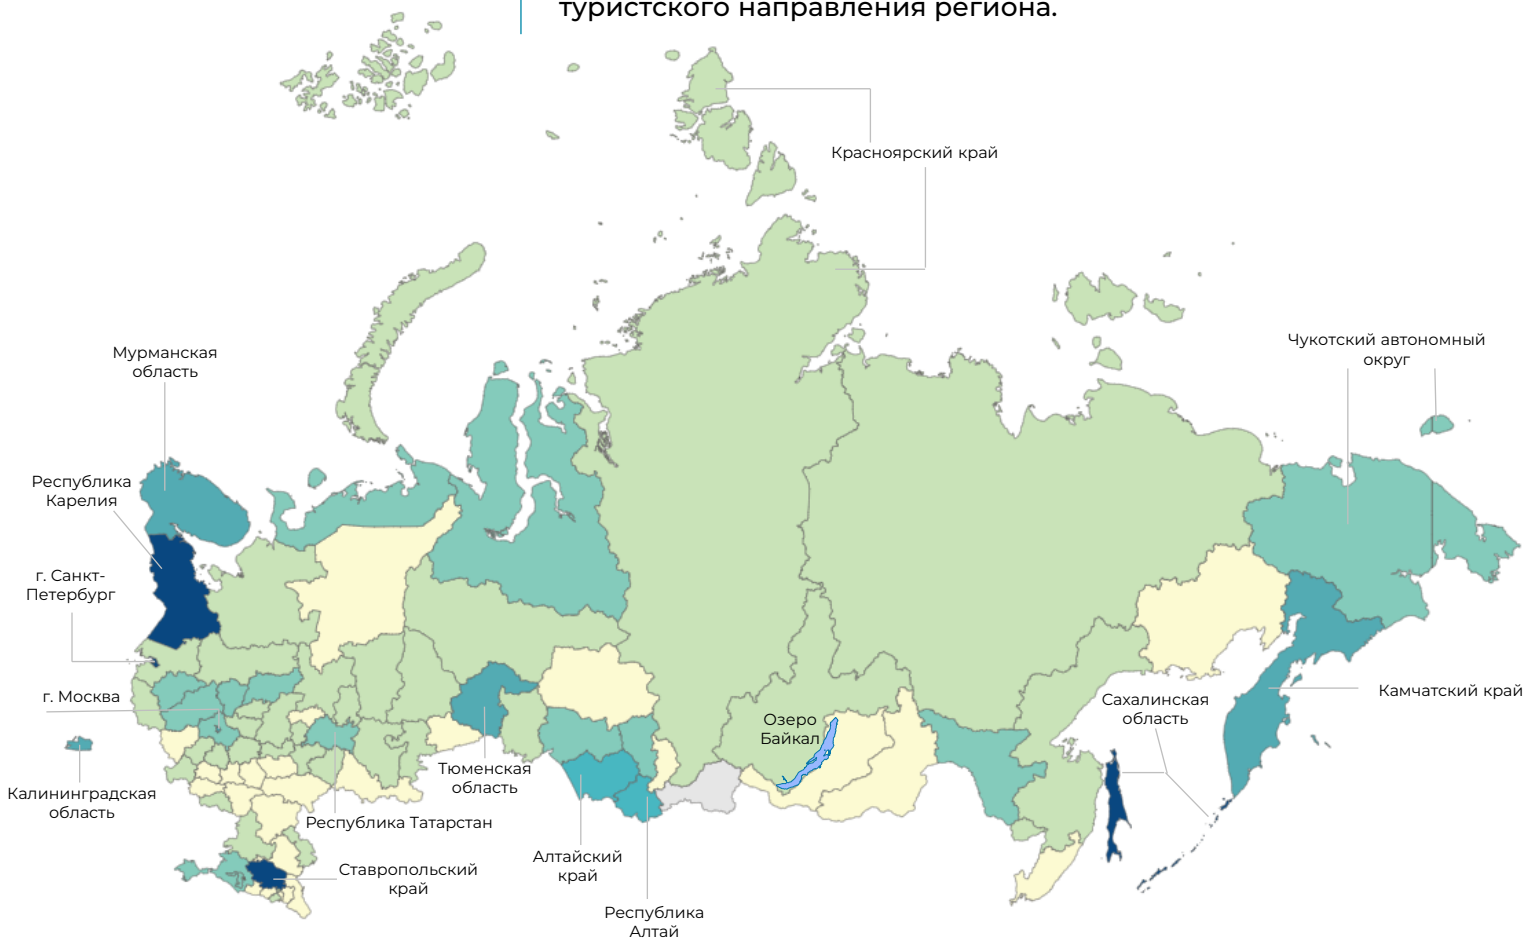 туристского направления региона.
Красноярский край
Чукотский автономный
округ
Мурманская
область
Республика
Карелия
г. Санкт-
Петербург
г. Москва
Калининградская
область
Озеро
Байкал
Сахалинская
область
Камчатский край
Тюменская
область
Республика Татарстан
Ставропольский
край
Алтайский
край
Республика
Алтай